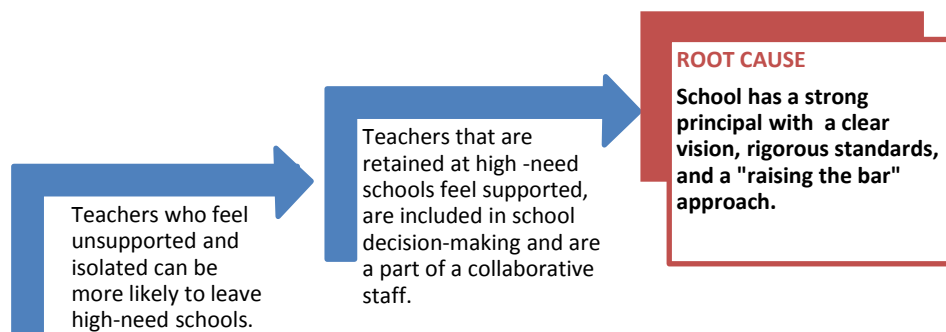 ROOT CAUSE
School has a strong
principal with  a clear
vision, rigorous standards,
and a "raising the bar"
approach.
Teachers that are
retained at high -need
schools feel supported,
are included in school
decision-making and are
a part of a collaborative
staff.
Teachers who feel
unsupported and
isolated can be
more likely to leave
high-need schools.